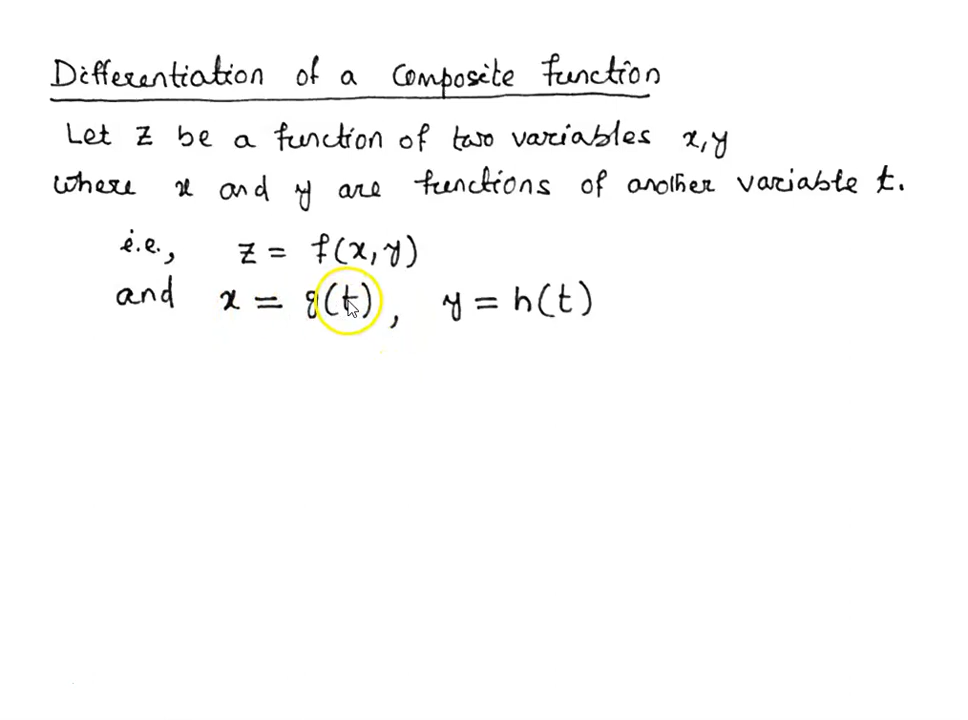 Differentiation of a Composite function
Let Z be a function of two variables x, y
where x and y are functions of another variable t.
i.e., z = f(x, y)
and x = g(t), y = h(t)